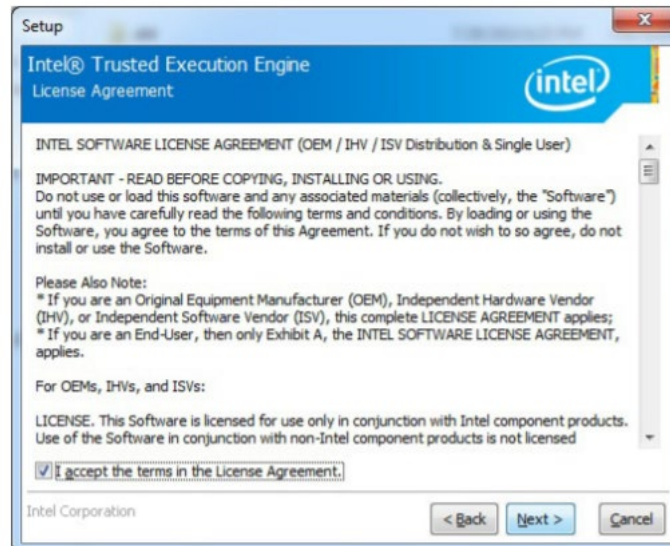 Setup
Intel® Trusted Execution Engine
License Agreement
intel
INTEL SOFTWARE LICENSE AGREEMENT (OEM / IHV / ISV Distribution & Single User)
IMPORTANT - READ BEFORE COPYING, INSTALLING OR USING.
Do not use or load this software and any associated materials (collectively, the "Software")
until you have carefully read the following terms and conditions. By loading or using the
Software, you agree to the terms of this Agreement. If you do not wish to so agree, do not
install or use the Software.
Please Also Note:
* If you are an Original Equipment Manufacturer (OEM), Independent Hardware Vendor
(IHV), or Independent Software Vendor (ISV), this complete LICENSE AGREEMENT applies;
* If you are an End-User, then only Exhibit A, the INTEL SOFTWARE LICENSE AGREEMENT,
applies.
For OEMs, IHVs, and ISVs:
LICENSE. This Software is licensed for use only in conjunction with Intel component products.
Use of the Software in conjunction with non-Intel component products is not licensed
I accept the terms in the License Agreement.
Intel Corporation
< Back Next > Cancel